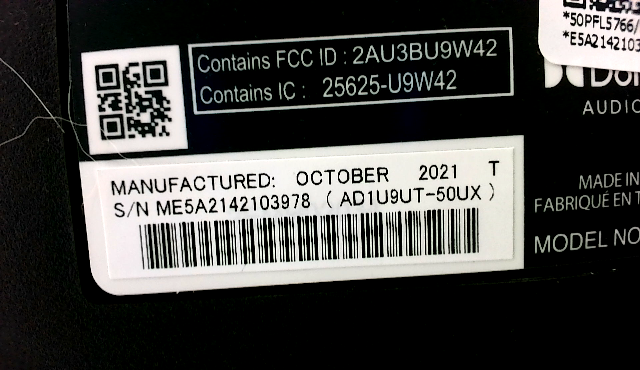 *50PFL5766/
*E5A2142103
Contains FCC ID : 2AU3BU9W42
Contains IC : 25625-U9W42
AUDIO
MANUFACTURED: OCTOBER 2021 T
S/N ME5A2142103978 ( AD1U9UT-50UX )
MADE IN
FABRIQUÉ EN T
MODEL NO